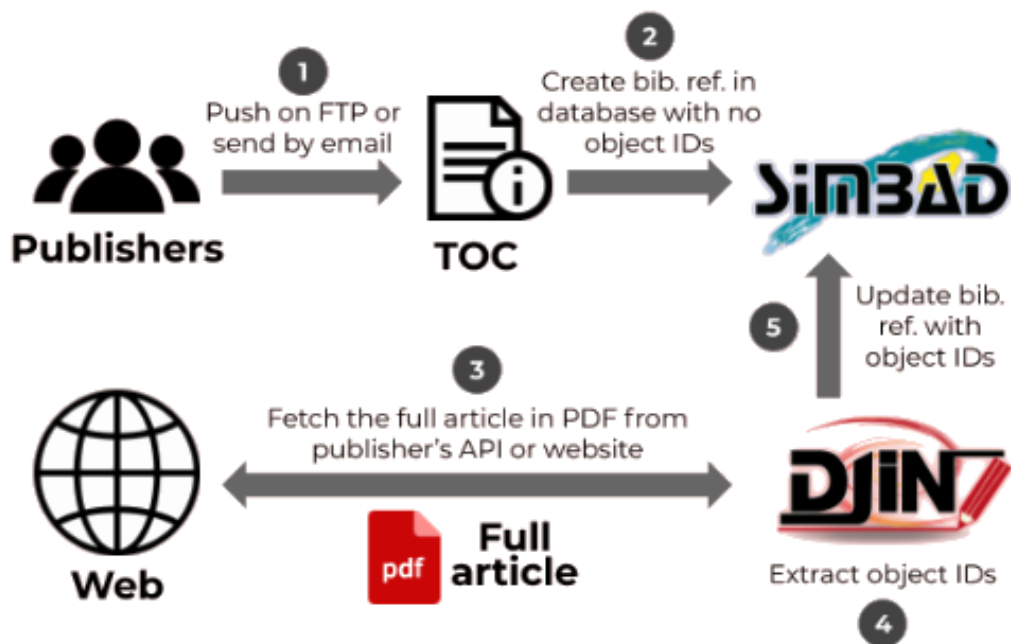 1
Push on FTP or
send by email
2
Create bib. ref. in
database with no
object IDs
Publishers
i
TOC
SiMBAD
5
Update bib.
ref. with
object IDs
3
Fetch the full article in PDF from
publisher's API or website
Web
pdf
Full
article
DJiN
Extract object IDs
4